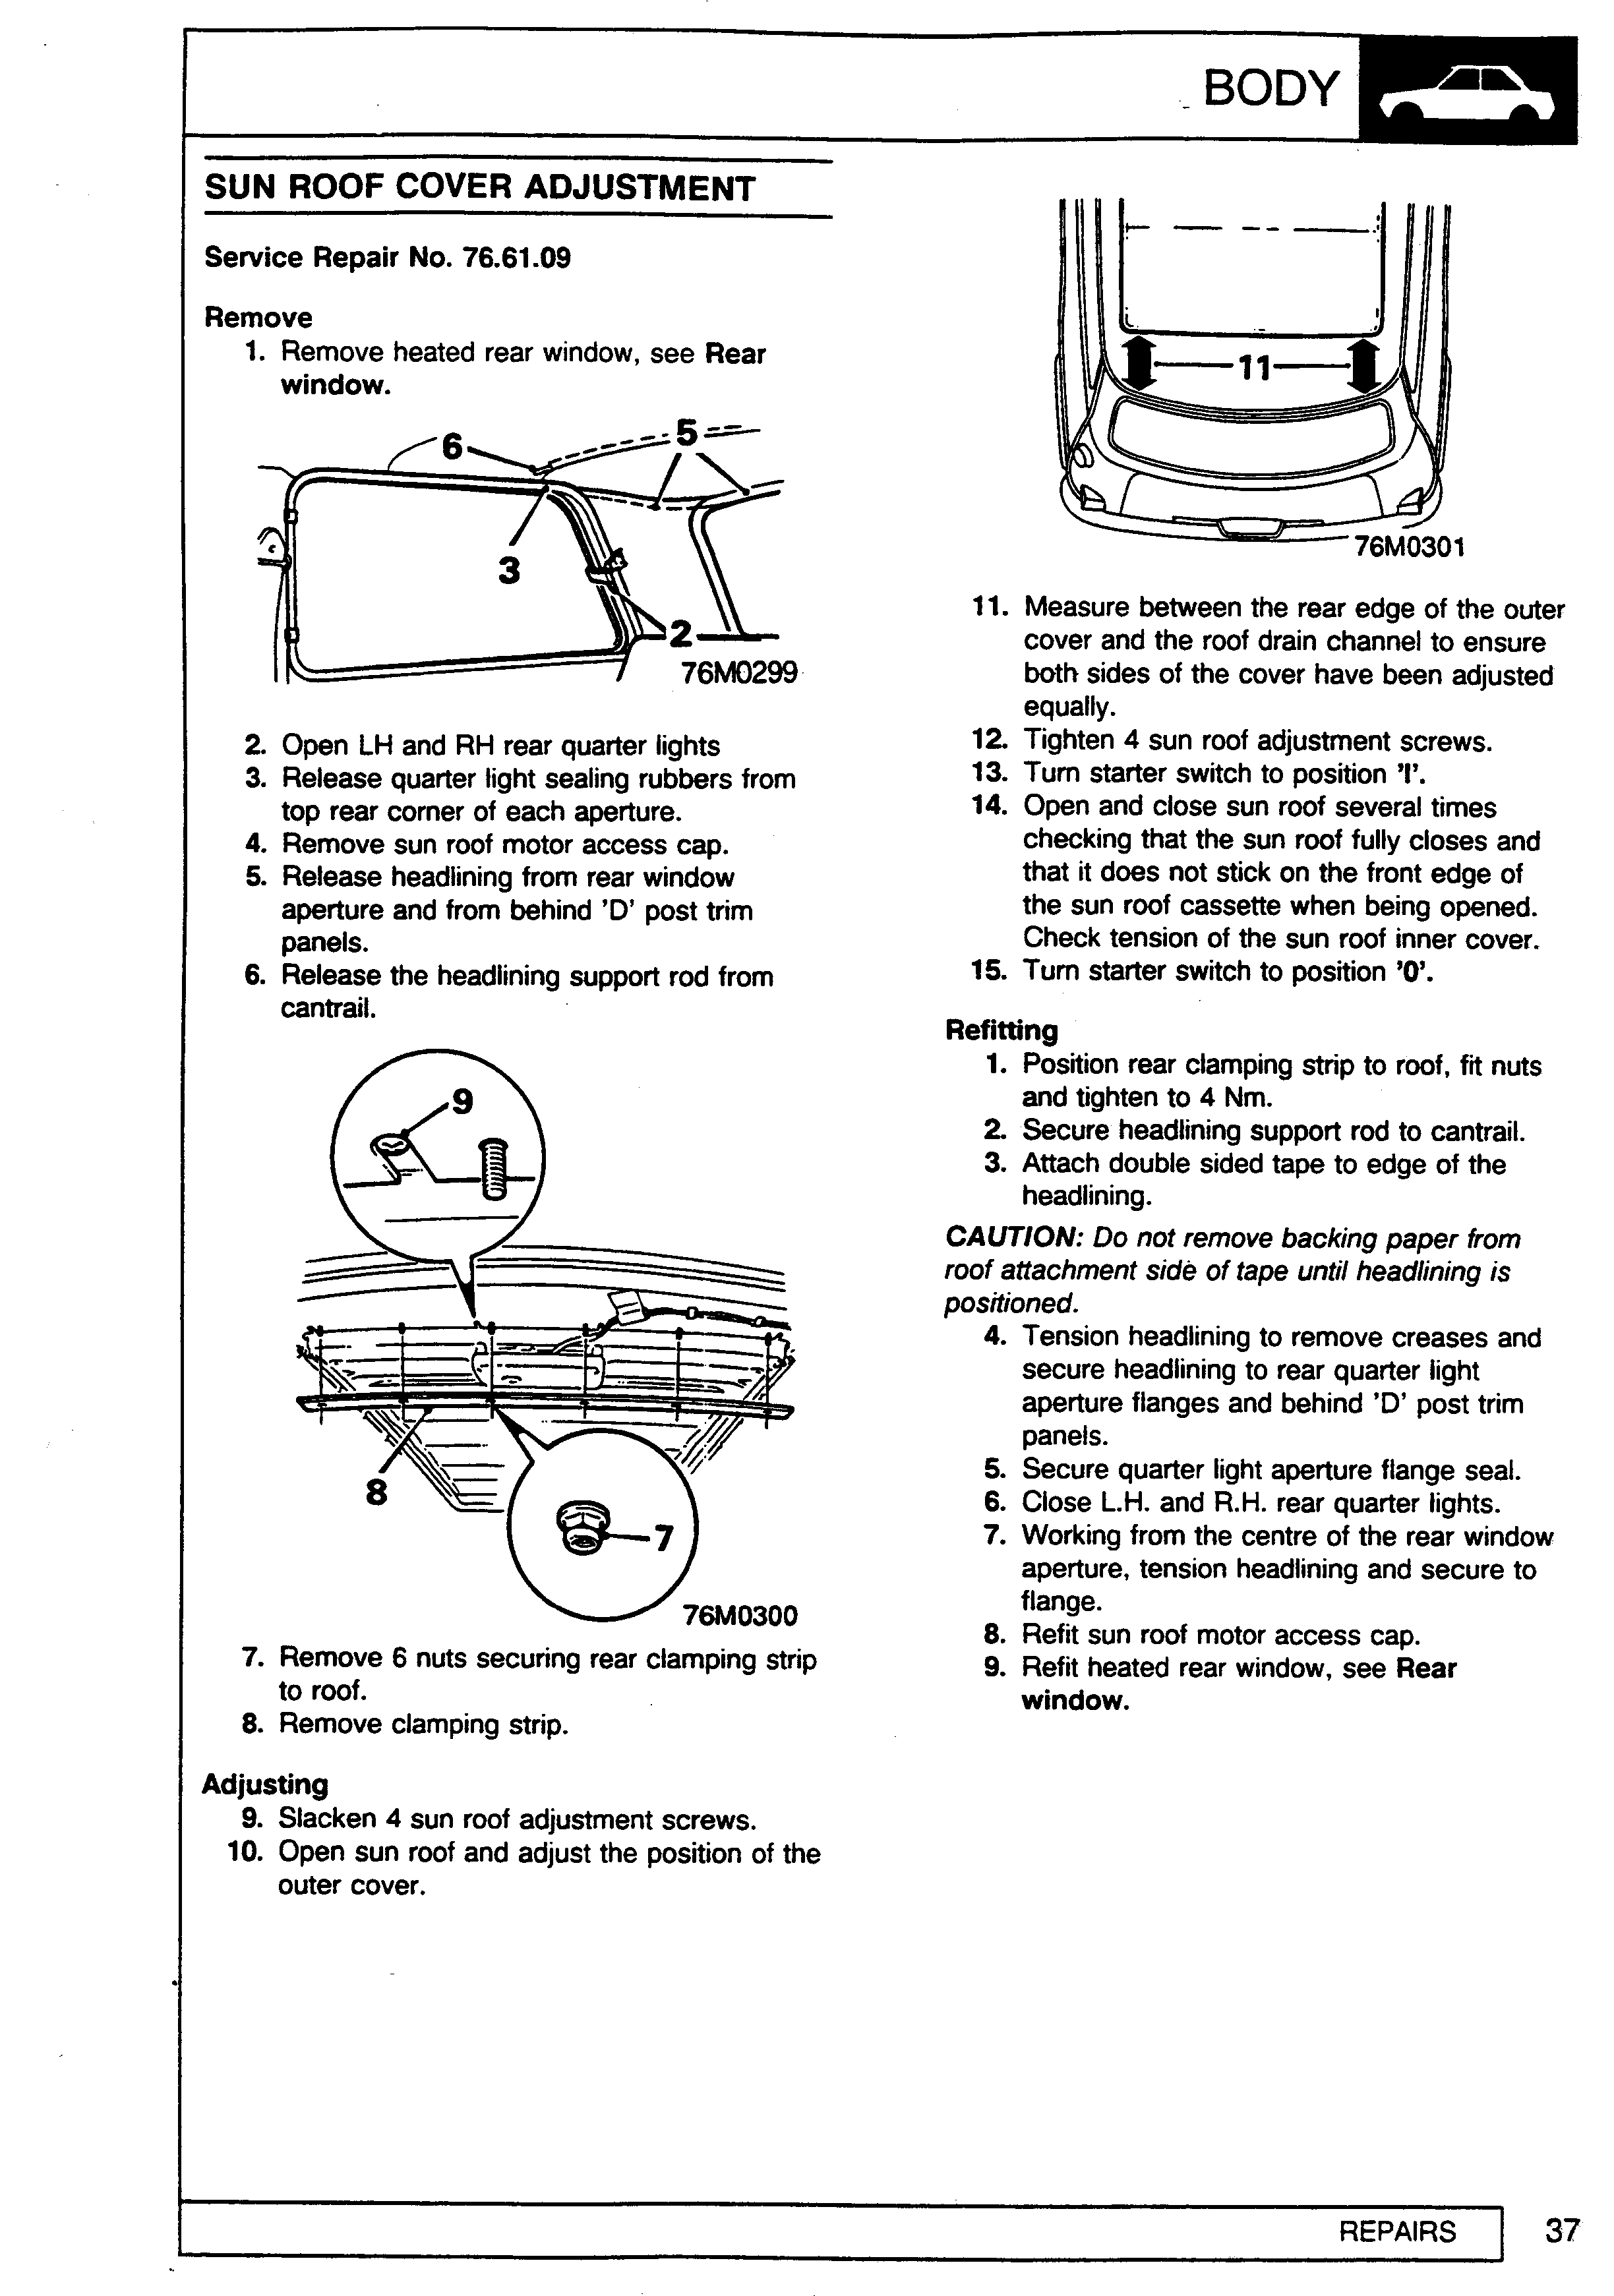 BODY
SUN ROOF COVER ADJUSTMENT
Service Repair No. 76.61.09
Remove
1. Remove heated rear window, see Rear
window.
6
5
3
2
76M0299
2. Open LH and RH rear quarter lights
3. Release quarter light sealing rubbers from
top rear corner of each aperture.
4. Remove sun roof motor access cap.
5. Release headlining from rear window
aperture and from behind 'D' post trim
panels.
6. Release the headlining support rod from
cantrail.
9
8
7
76M0300
7. Remove 6 nuts securing rear clamping strip
to roof.
8. Remove clamping strip.
Adjusting
9. Slacken 4 sun roof adjustment screws.
10. Open sun roof and adjust the position of the
outer cover.
11
76M0301
11. Measure between the rear edge of the outer
cover and the roof drain channel to ensure
both sides of the cover have been adjusted
equally.
12. Tighten 4 sun roof adjustment screws.
13. Turn starter switch to position 'I'.
14. Open and close sun roof several times
checking that the sun roof fully closes and
that it does not stick on the front edge of
the sun roof cassette when being opened.
Check tension of the sun roof inner cover.
15. Turn starter switch to position '0'.
Refitting
1. Position rear clamping strip to roof, fit nuts
and tighten to 4 Nm.
2. Secure headlining support rod to cantrail.
3. Attach double sided tape to edge of the
headlining.
CAUTION: Do not remove backing paper from
roof attachment side of tape until headlining is
positioned.
4. Tension headlining to remove creases and
secure headlining to rear quarter light
aperture flanges and behind 'D' post trim
panels.
5. Secure quarter light aperture flange seal.
6. Close L.H. and R.H. rear quarter lights.
7. Working from the centre of the rear window
aperture, tension headlining and secure to
flange.
8. Refit sun roof motor access cap.
9. Refit heated rear window, see Rear
window.
REPAIRS
37